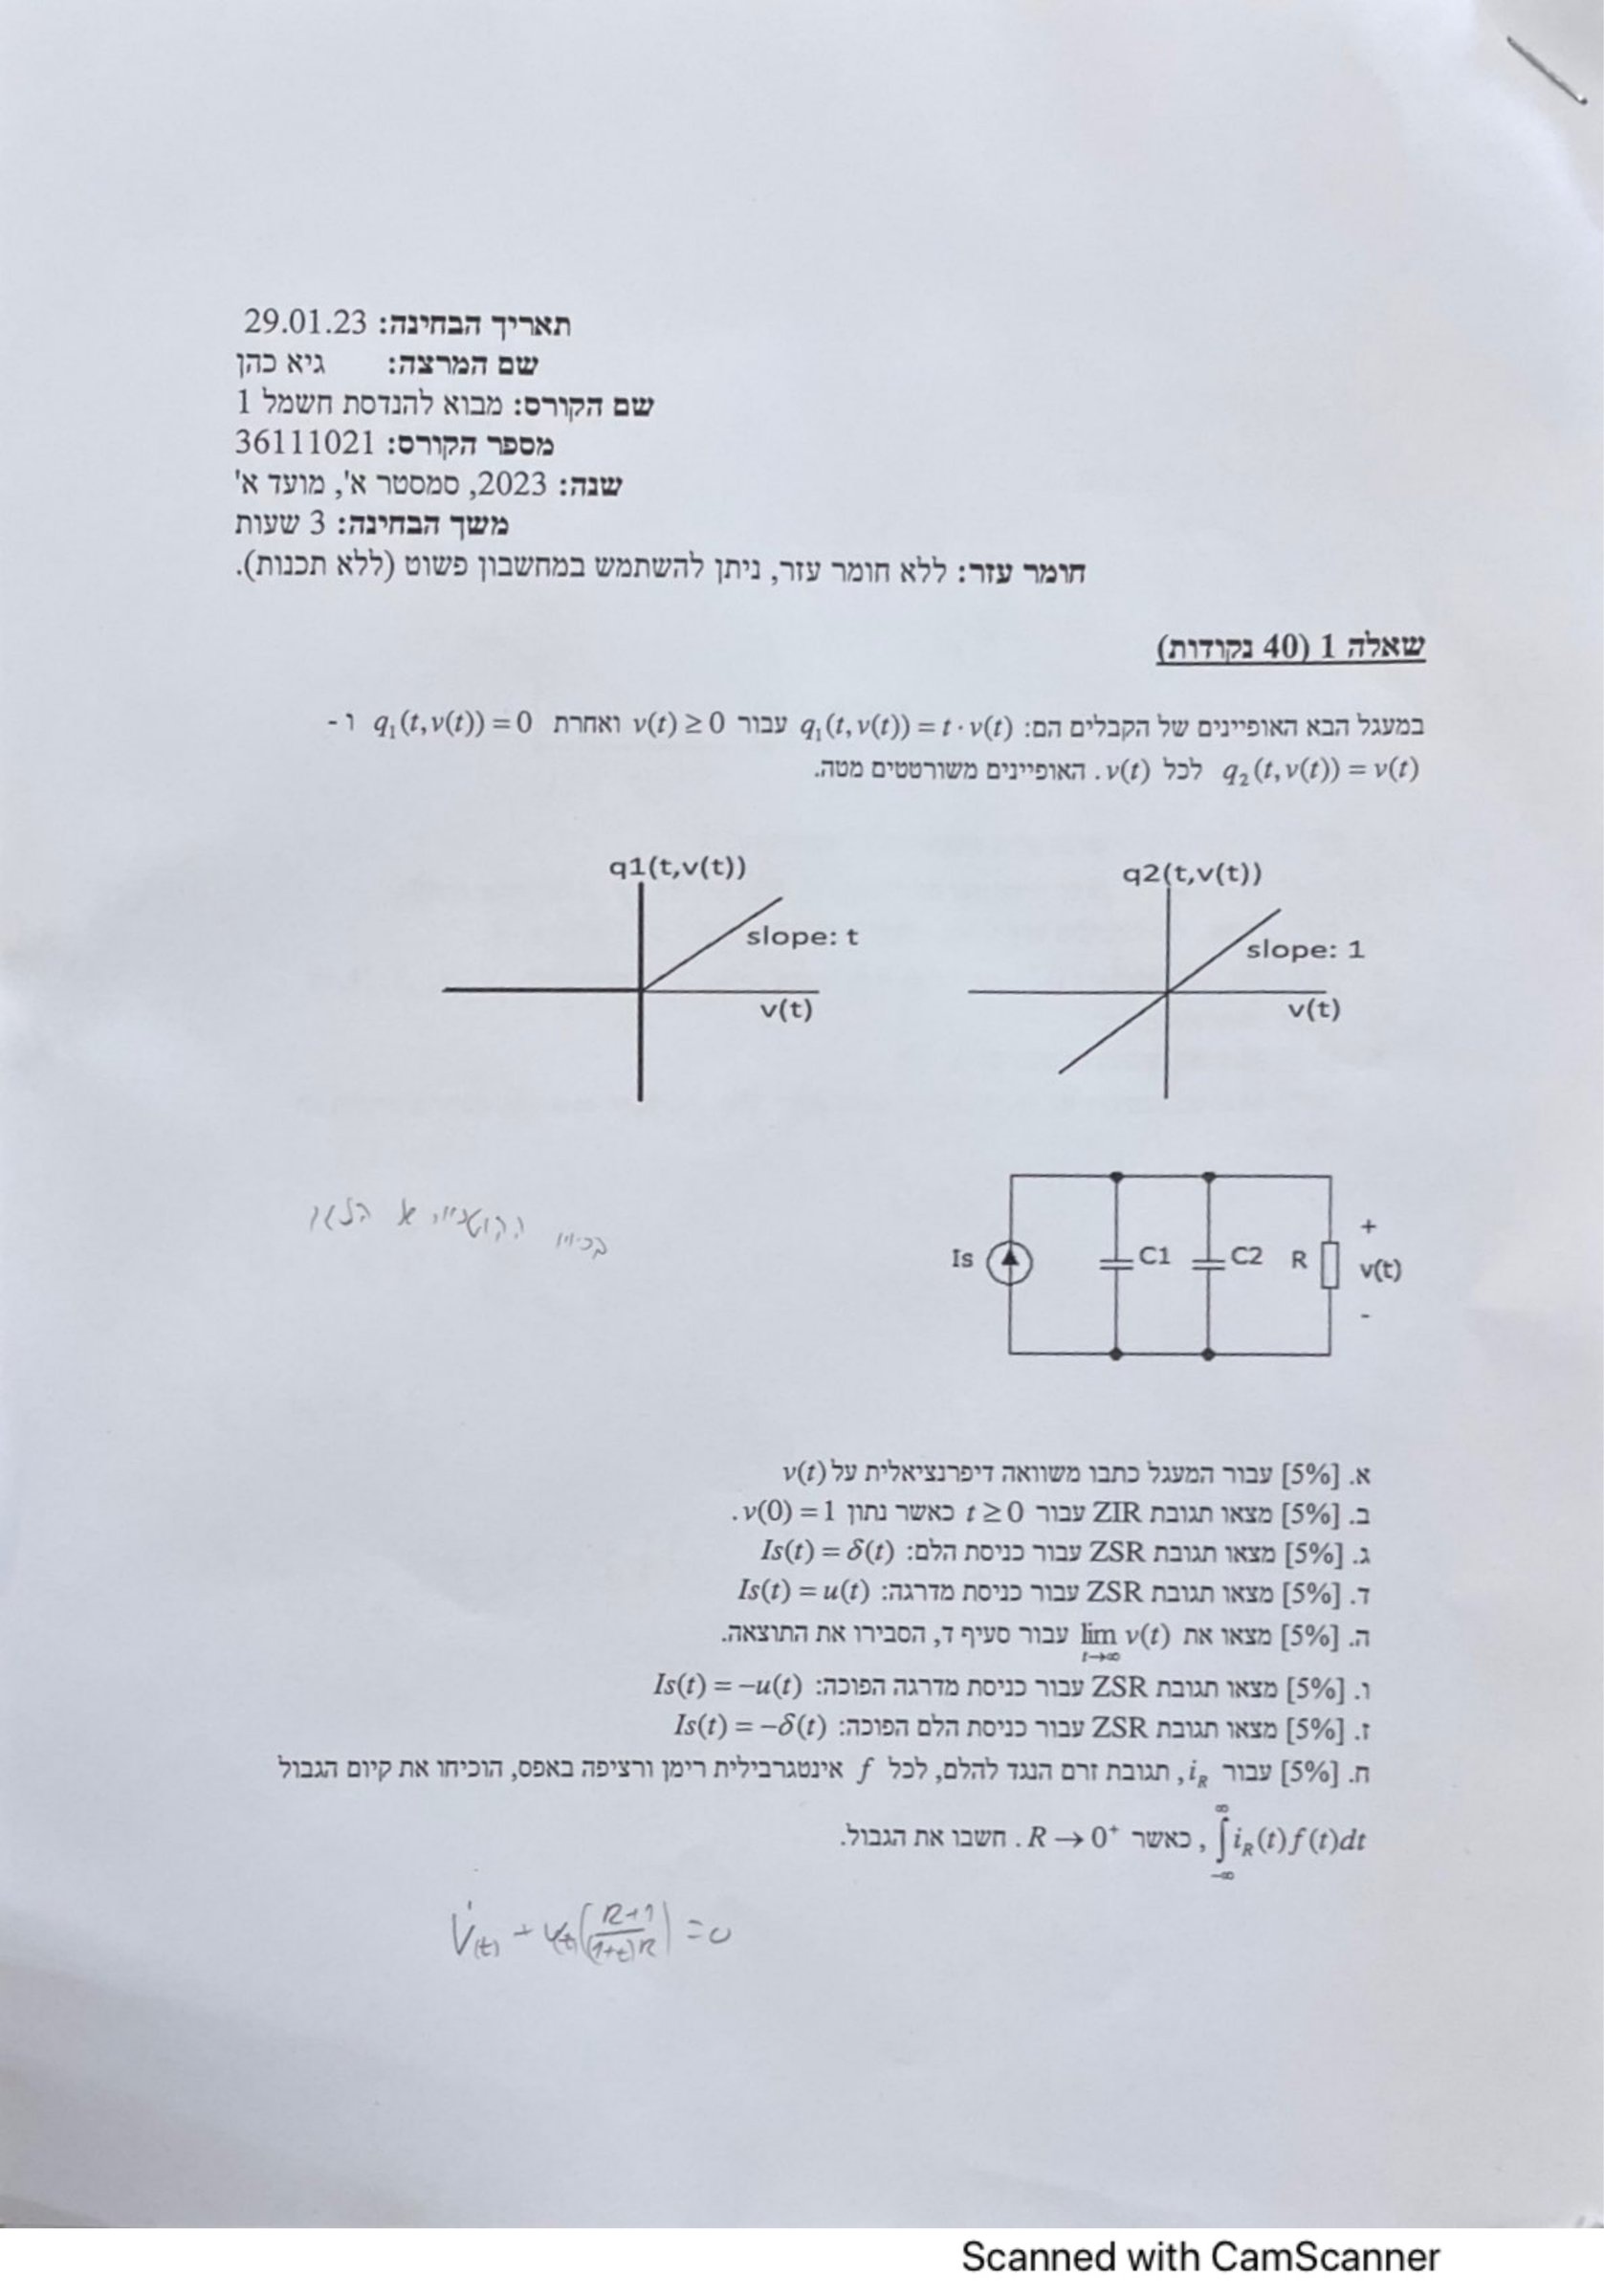 תאריך הבחינה: 29.01.23
שם המרצה: גיא כהן
שם הקורס: מבוא להנדסת חשמל 1
מספר הקורס: 36111021
שנה: 2023, סמסטר א', מועד א'
משך הבחינה: 3 שעות
חומר עזר: ללא חומר עזר, ניתן להשתמש במחשבון פשוט (ללא תכנות).
שאלה 1 (40 נקודות)
במעגל הבא האופיינים של הקבלים הם: q₁(t,v(t)) = t·v(t) עבור v(t) ≥ 0 ואחרת q₁(t,v(t)) = 0 ו -
q₂(t,v(t)) = v(t) לכל v(t). האופיינים משורטטים מטה.
q1(t,v(t))
slope: t
v(t)
q2(t,v(t))
slope: 1
v(t)
Is
C1
C2
R
+
v(t)
-
א. [5%] עבור המעגל כתבו משוואה דיפרנציאלית על v(t)
ב. [5%] מצאו תגובת ZIR עבור t ≥ 0 כאשר נתון v(0) = 1.
ג. [5%] מצאו תגובת ZSR עבור כניסת הלם: Is(t) = δ(t)
ד. [5%] מצאו תגובת ZSR עבור כניסת מדרגה: Is(t) = u(t)
ה. [5%] מצאו את lim t→∞ v(t) עבור סעיף ד, הסבירו את התוצאה.
ו. [5%] מצאו תגובת ZSR עבור כניסת מדרגה הפוכה: Is(t) = −u(t)
ז. [5%] מצאו תגובת ZSR עבור כניסת הלם הפוכה: Is(t) = −δ(t)
ח. [5%] עבור i_R, תגובת זרם הנגד להלם, לכל f אינטגרבילית רימן ורציפה באפס, הוכיחו את קיום הגבול
∫_{−∞}^{∞} i_R(t)f(t)dt, כאשר R → 0⁺. חשבו את הגבול.
V̇(t) + V(t)(R+1/(1+t)R) = 0
Scanned with CamScanner